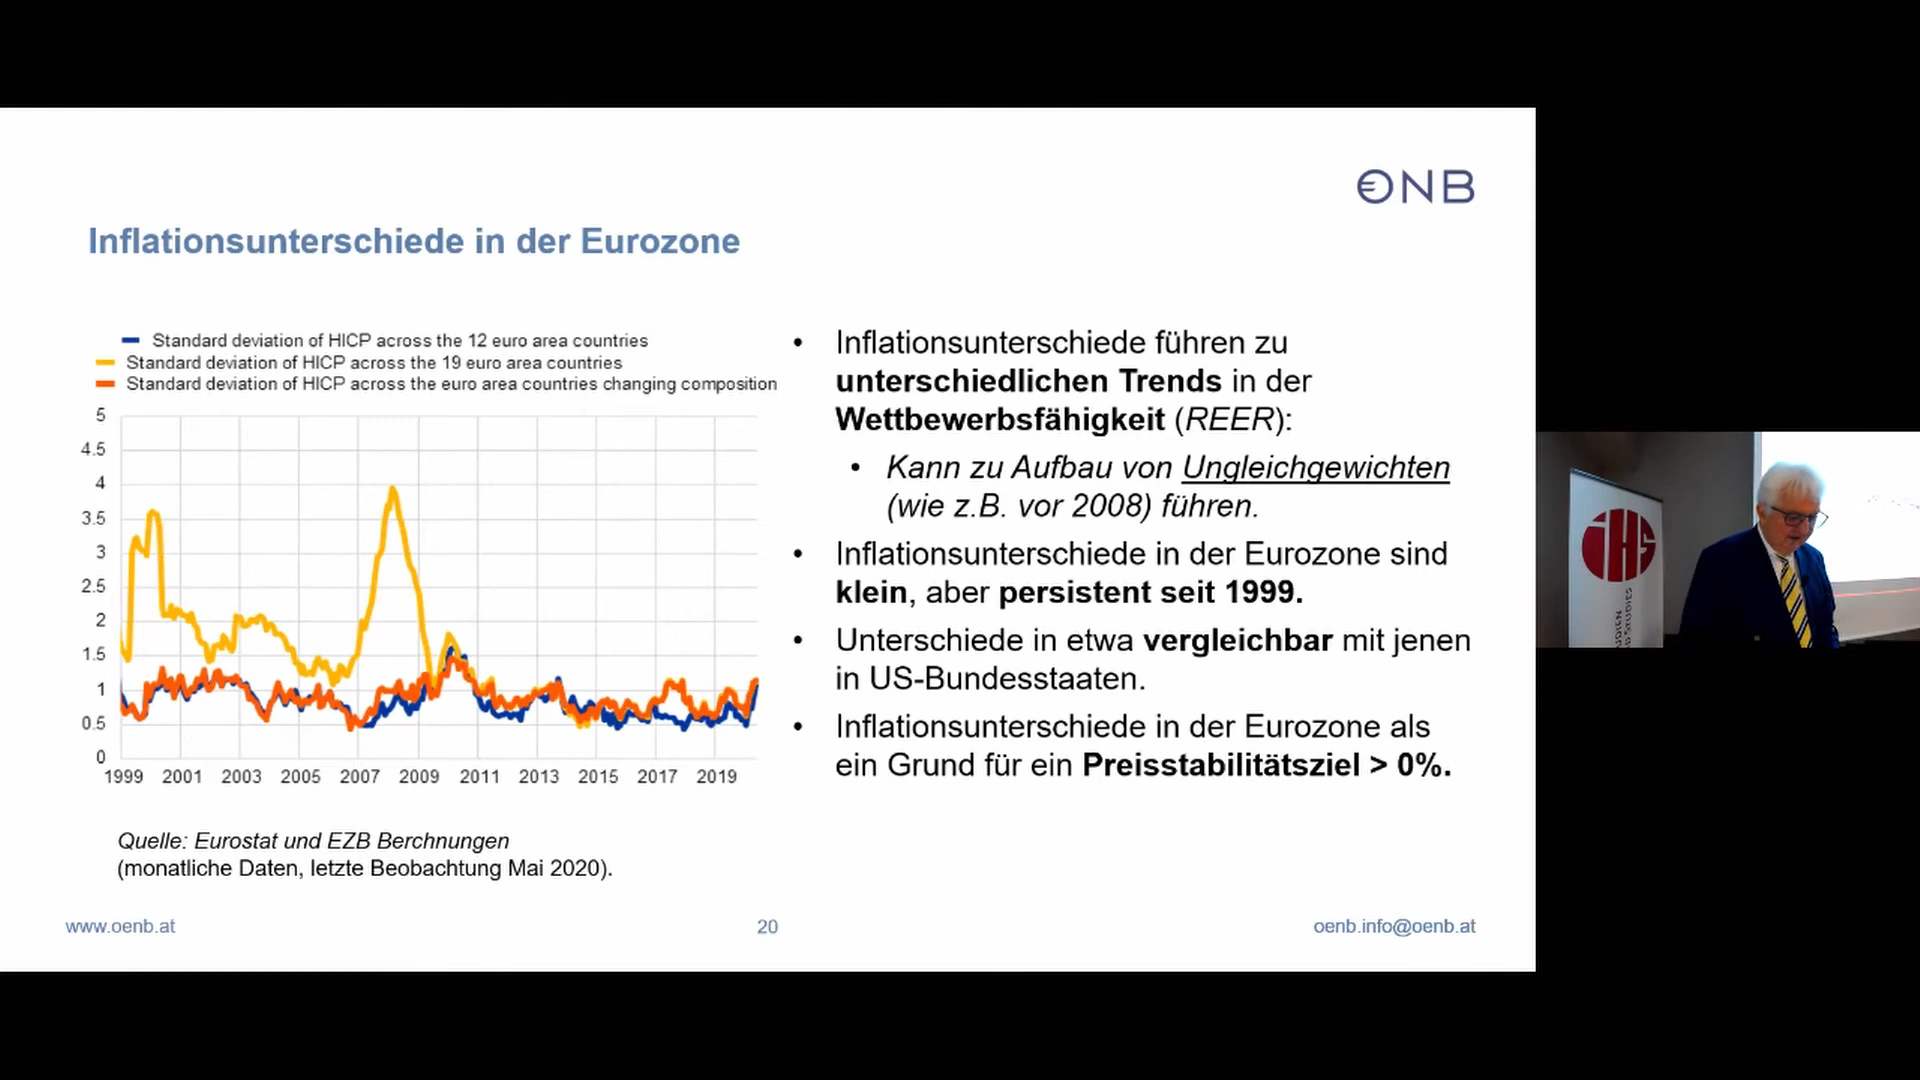 €NB
Inflationsunterschiede in der Eurozone
Standard deviation of HICP across the 12 euro area countries
Standard deviation of HICP across the 19 euro area countries
Standard deviation of HICP across the euro area countries changing composition
5
4.5
4
3.5
3
2.5
2
1.5
1
0.5
0
1999 2001 2003 2005 2007 2009 2011 2013 2015 2017 2019
Quelle: Eurostat und EZB Berchnungen
(monatliche Daten, letzte Beobachtung Mai 2020).
• Inflationsunterschiede führen zu
unterschiedlichen Trends in der
Wettbewerbsfähigkeit (REER):
• Kann zu Aufbau von Ungleichgewichten
(wie z.B. vor 2008) führen.
• Inflationsunterschiede in der Eurozone sind
klein, aber persistent seit 1999.
• Unterschiede in etwa vergleichbar mit jenen
in US-Bundesstaaten.
• Inflationsunterschiede in der Eurozone als
ein Grund für ein Preisstabilitätsziel > 0%.
www.oenb.at
20
oenb.info@oenb.at
iHS